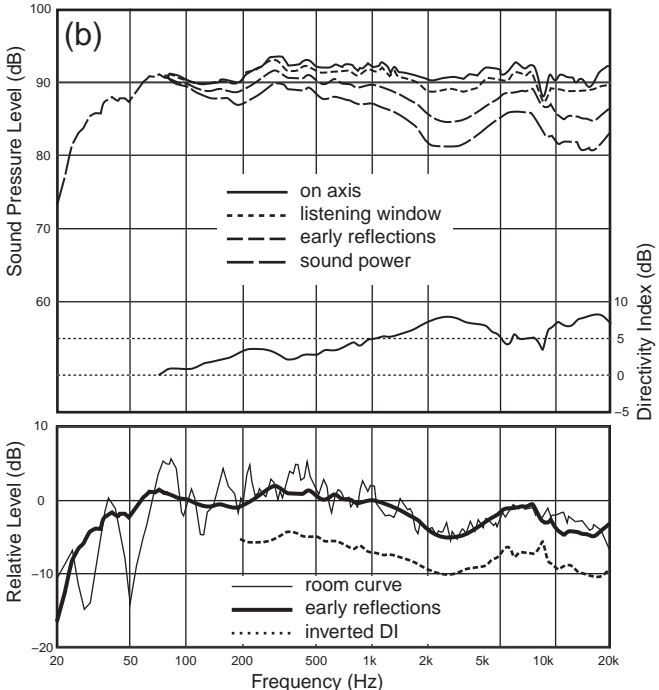 (b)
Sound Pressure Level (dB)
100
90
80
70
60
on axis
listening window
early reflections
sound power
Directivity Index (dB)
10
5
0
−5
Relative Level (dB)
10
0
−10
−20
room curve
early reflections
inverted DI
20 50 100 200 500 1k 2k 5k 10k 20k
Frequency (Hz)